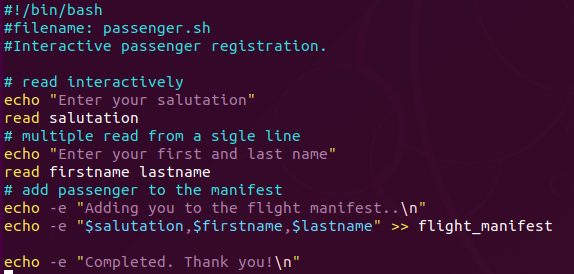 #!/bin/bash
#filename: passenger.sh
#Interactive passenger registration.
# read interactively
echo "Enter your salutation"
read salutation
# multiple read from a sigle line
echo "Enter your first and last name"
read firstname lastname
# add passenger to the manifest
echo -e "Adding you to the flight manifest..\n"
echo -e "$salutation,$firstname,$lastname" >> flight_manifest
echo -e "Completed. Thank you!\n"